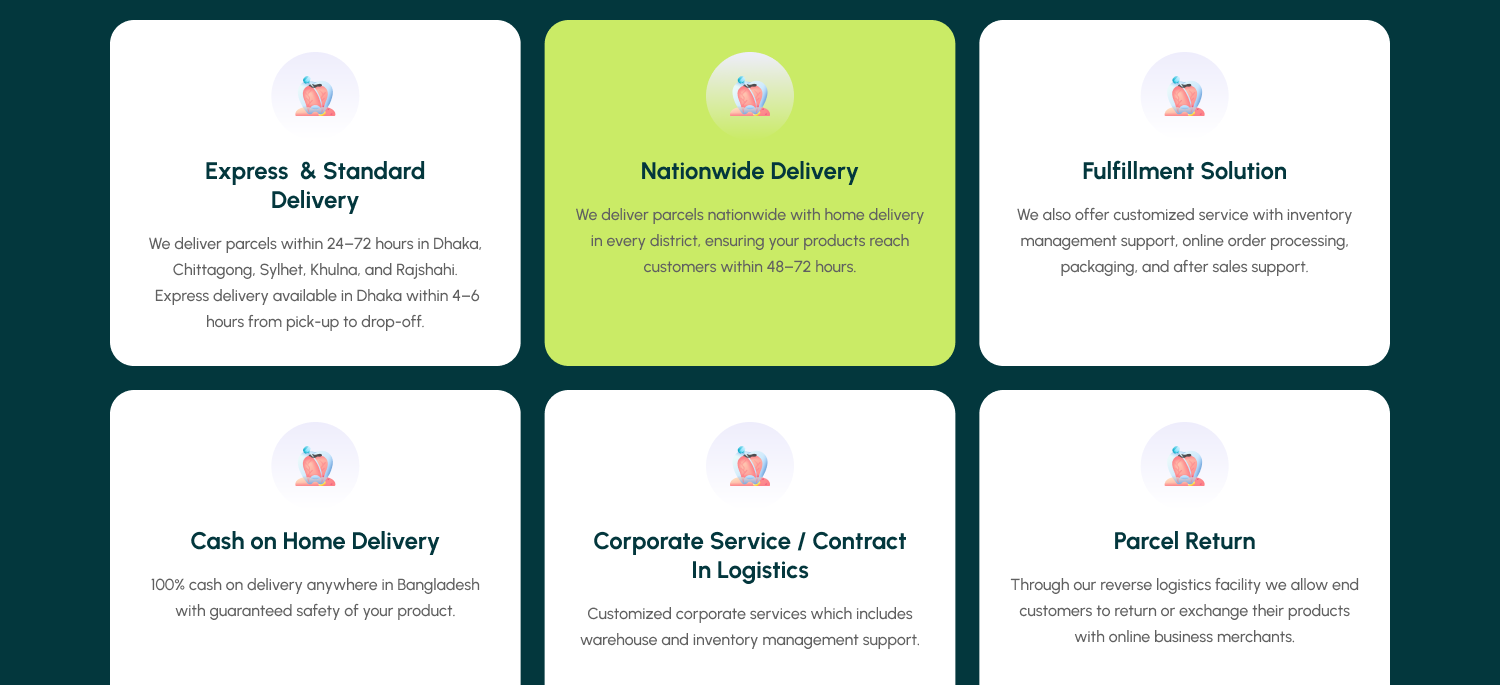 Express  & Standard
Delivery
We deliver parcels within 24–72 hours in Dhaka,
Chittagong, Sylhet, Khulna, and Rajshahi.
Express delivery available in Dhaka within 4–6
hours from pick-up to drop-off.
Nationwide Delivery
We deliver parcels nationwide with home delivery
in every district, ensuring your products reach
customers within 48–72 hours.
Fulfillment Solution
We also offer customized service with inventory
management support, online order processing,
packaging, and after sales support.
Cash on Home Delivery
100% cash on delivery anywhere in Bangladesh
with guaranteed safety of your product.
Corporate Service / Contract
In Logistics
Customized corporate services which includes
warehouse and inventory management support.
Parcel Return
Through our reverse logistics facility we allow end
customers to return or exchange their products
with online business merchants.